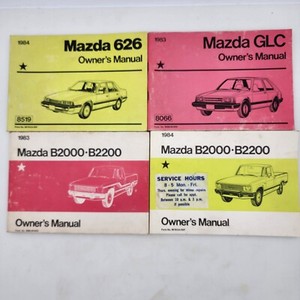 1984
Mazda 626
Owner's Manual
8519
1983
Mazda GLC
Owner's Manual
8066
1983
Mazda B2000•B2200
Owner's Manual
1984
Mazda B2000•B2200
SERVICE HOURS
8 - 5 Mon. - Fri.
Owner's Manual